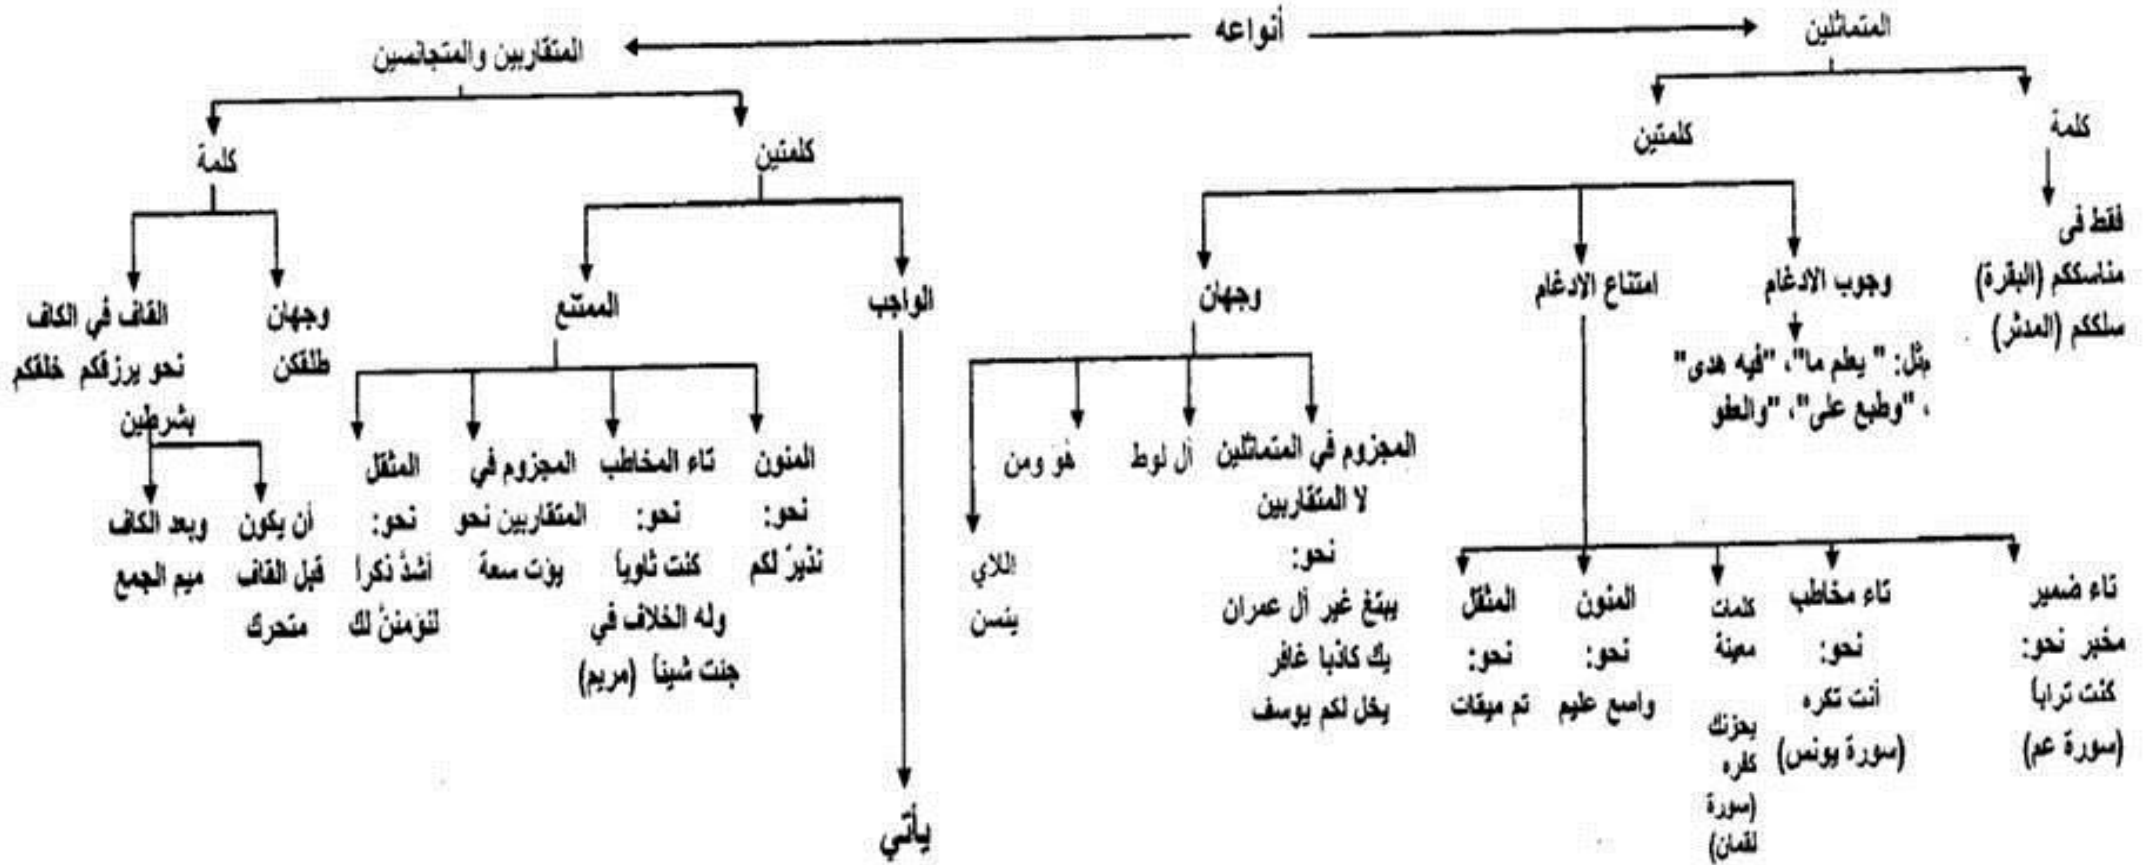 أنواعه
المتماثلين
كلمة
فقط فى
مناسككم (البقرة)
سلككم (المدثر)
كلمتين
وجوب الادغام
مثل: "يعلم ما"، "فيه هدى"
، "وطبع على"، "والعفو
امتناع الادغام
تاء ضمير
مخبر نحو:
كنت ترابا
(سورة عم)
تاء مخاطب
نحو:
أنت تكره
(سورة يونس)
كلمات
معينة
يحزنك
كفره
(سورة
لقمان)
المنون
نحو:
واسع عليم
المثقل
نحو:
تم ميقات
وجهان
المجزوم في المتماثلين
لا المتقاربين
نحو:
يبتغ غير آل عمران
يك كاذبا غافر
يخل لكم يوسف
آل لوط
هو ومن
اللاي
ينسن
المتقاربين والمتجانسين
كلمتين
الواجب
يأتي
الممتنع
المنون
نحو:
نذيرٌ لكم
تاء المخاطب
نحو:
كنت ثاوياً
وله الخلاف في
جنت شيئاً (مريم)
المجزوم في
المتقاربين نحو
يؤت سعة
المثقل
نحو:
أشدَّ ذكرا
لنؤمننَّ لك
كلمة
وجهان
طلقكن
القاف في الكاف
نحو يرزقكم خلقكم
بشرطين
أن يكون
قبل القاف
متحرك
وبعد الكاف
ميم الجمع